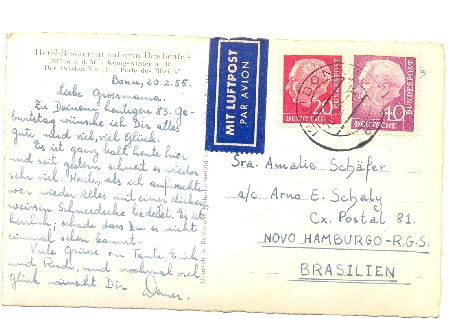 Hotel-Restaurant auf dem Drachenfels
Königswinter a. Rh.
Der Drachenfels die "Perle des Rheins"
Bonn, 20.2.55.
Liebe Grossmama.
Zu Deinem heutigen 83. Ge-
burtstag wünsche ich Dir alles
Gute und viel, viel Glück.
Es ist ganz kalt heute hier
und seit gestern schneit es wieder
sehr viel. Heute, als ich aufwachte
war wieder Alles mit einer dicken
weissen Schneedecke bedeckt. Es ist
herrlich, schade dass Du es nicht
einmal sehen kannst.
Viele Grüsse an Tante, Erich
und Rudi, und nochmal viel
Glück wünscht Dir
MIT LUFTPOST
PAR AVION
20
DEUTSCHE
BUNDESPOST
40
DEUTSCHE
BUNDESPOST
BONN
Sra. Amalie Schäfer
a/c Arno E. Schaly
Cx. Postal 81.
NOVO HAMBURGO-R.G.S.
BRASILIEN